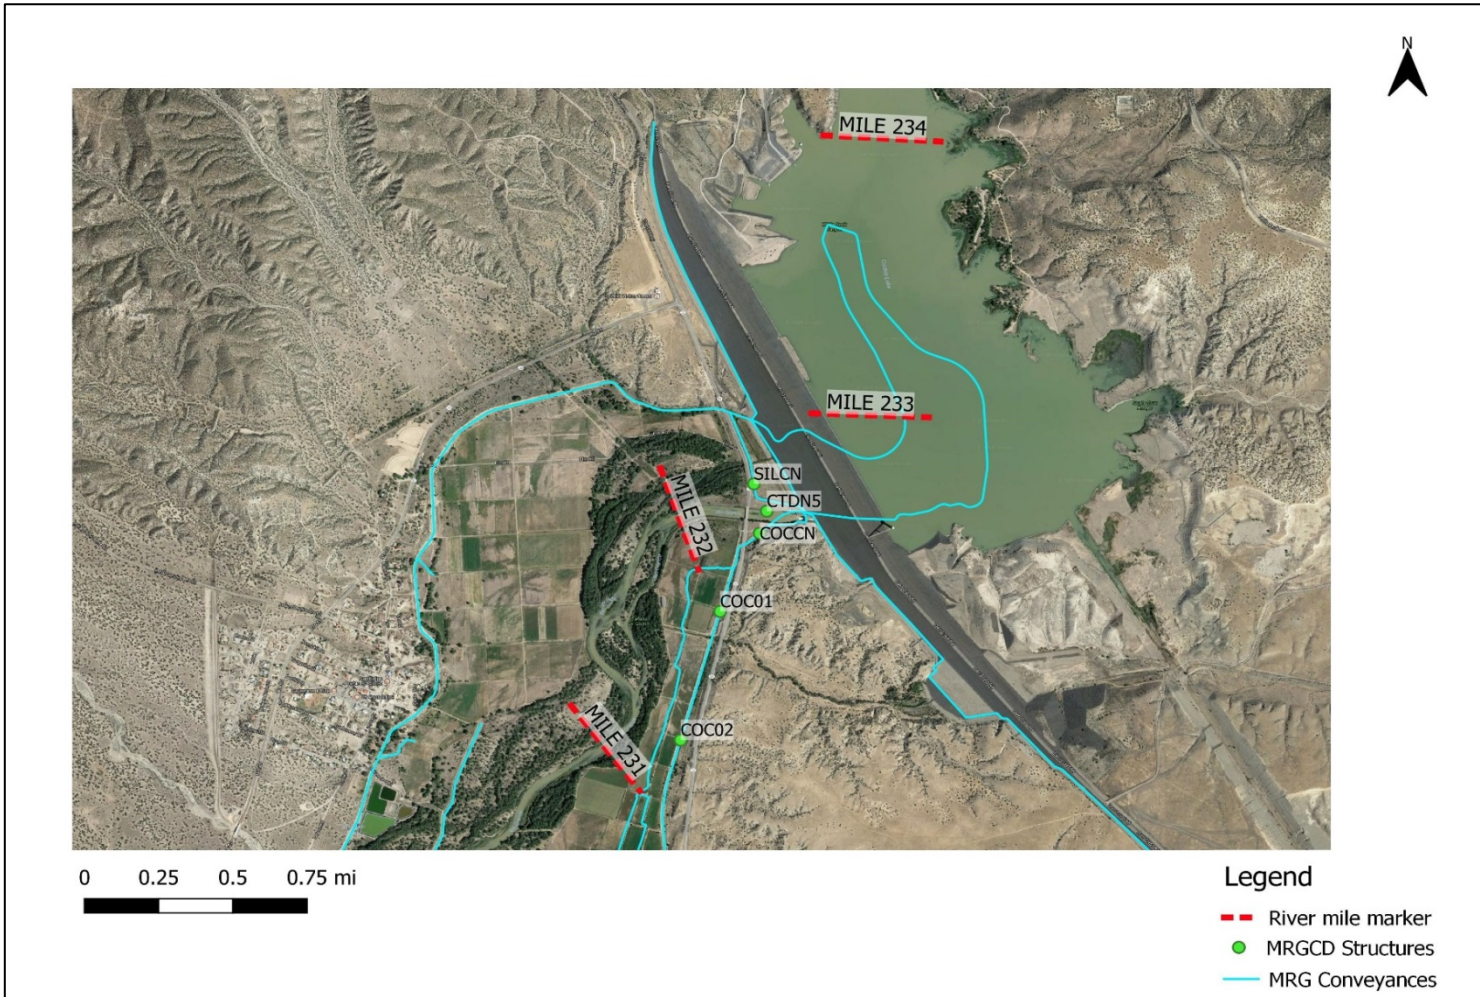 N
MILE 234
MILE 233
SILCN
CTDN5
MILE 232
COCCN
COC01
MILE 231
COC02
0 0.25 0.5 0.75 mi
Legend
River mile marker
MRGCD Structures
MRG Conveyances